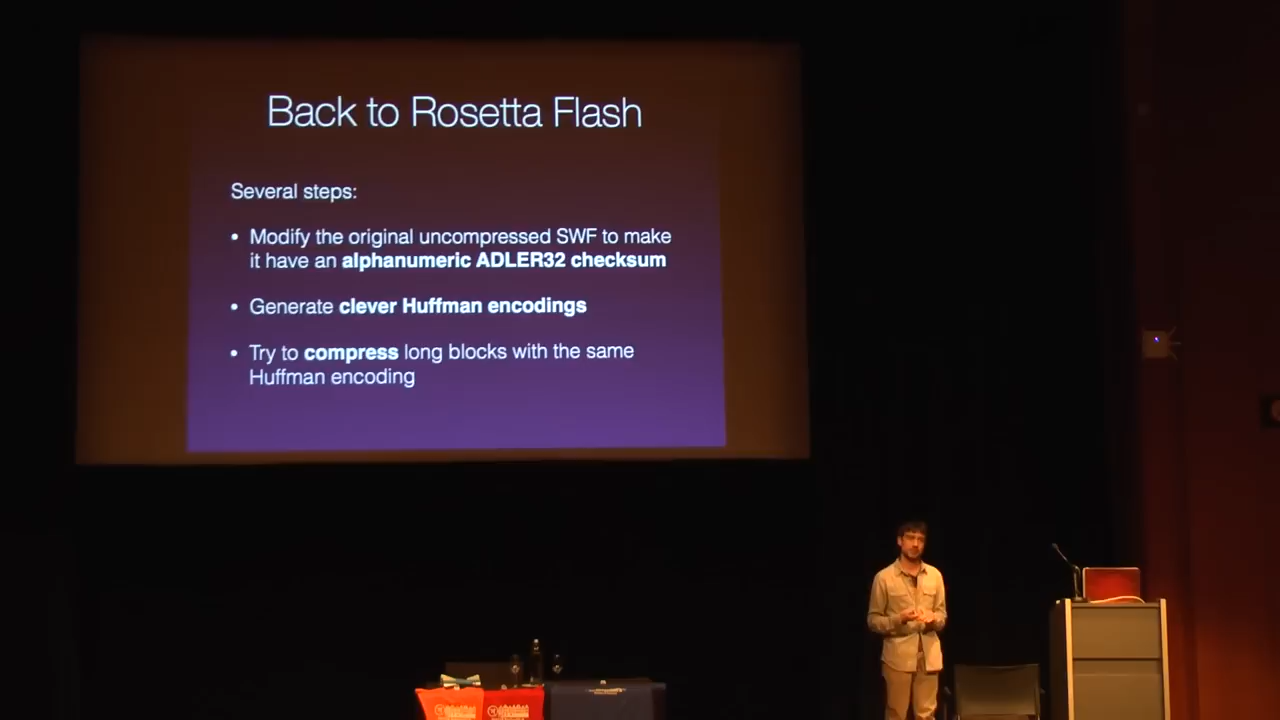 Back to Rosetta Flash
Several steps:
• Modify the original uncompressed SWF to make
it have an alphanumeric ADLER32 checksum
• Generate clever Huffman encodings
• Try to compress long blocks with the same
Huffman encoding